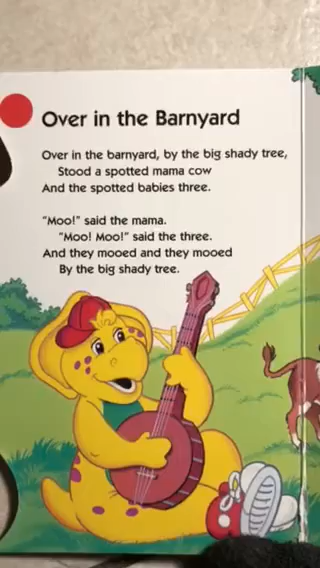 Over in the Barnyard
Over in the barnyard, by the big shady tree,
Stood a spotted mama cow
And the spotted babies three.
"Moo!" said the mama.
"Moo! Moo!" said the three.
And they mooed and they mooed
By the big shady tree.